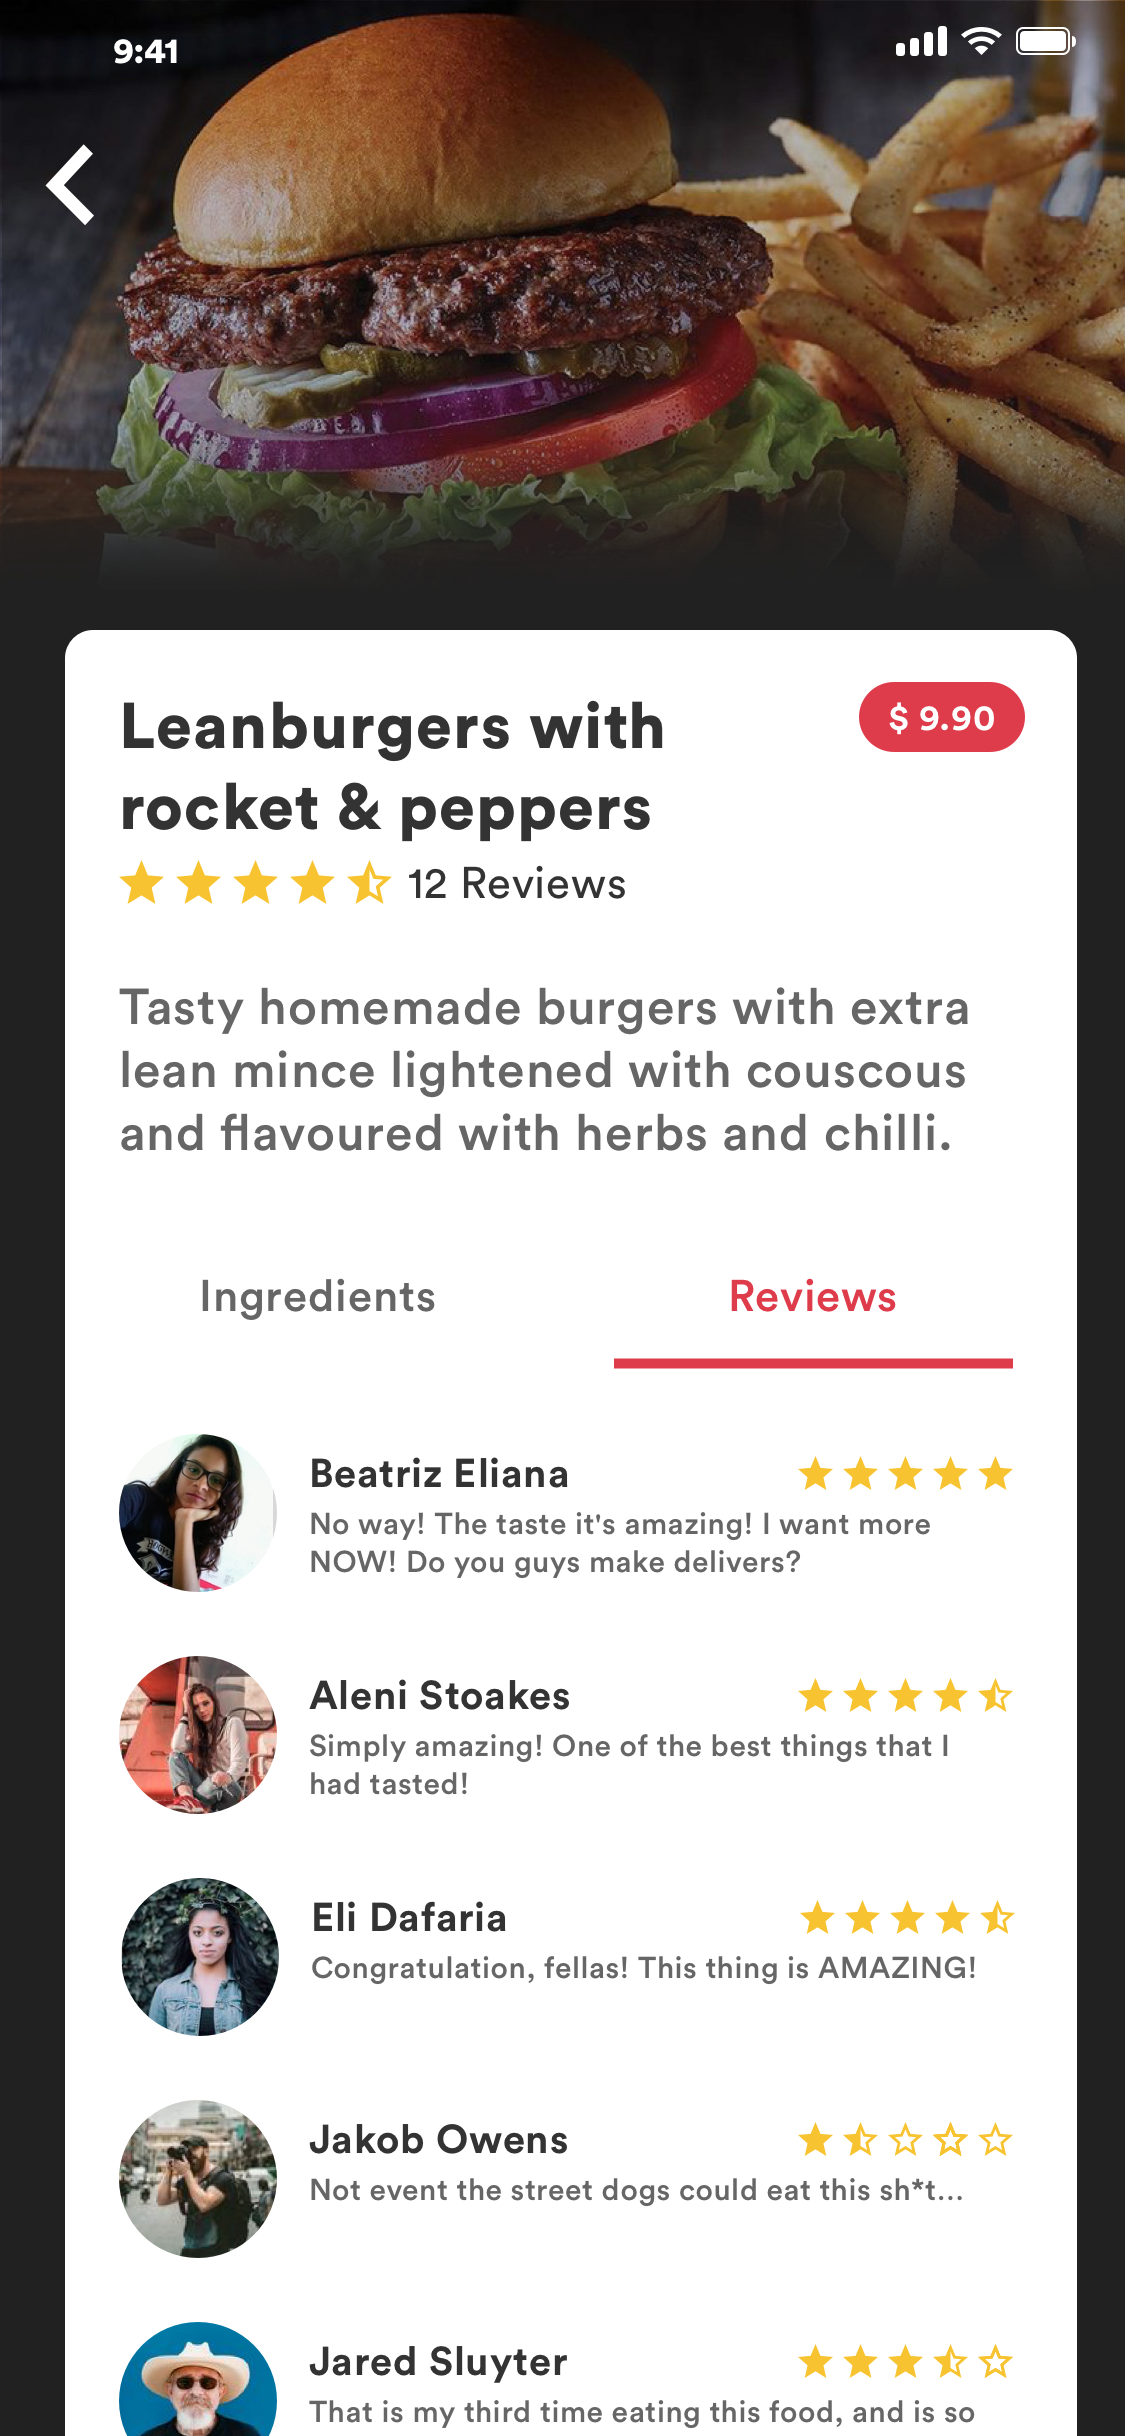 9:41
Leanburgers with
rocket & peppers
$ 9.90
12 Reviews
Tasty homemade burgers with extra
lean mince lightened with couscous
and flavoured with herbs and chilli.
Ingredients
Reviews
Beatriz Eliana
No way! The taste it's amazing! I want more
NOW! Do you guys make delivers?
Aleni Stoakes
Simply amazing! One of the best things that I
had tasted!
Eli Dafaria
Congratulation, fellas! This thing is AMAZING!
Jakob Owens
Not event the street dogs could eat this sh*t...
Jared Sluyter
That is my third time eating this food, and is so